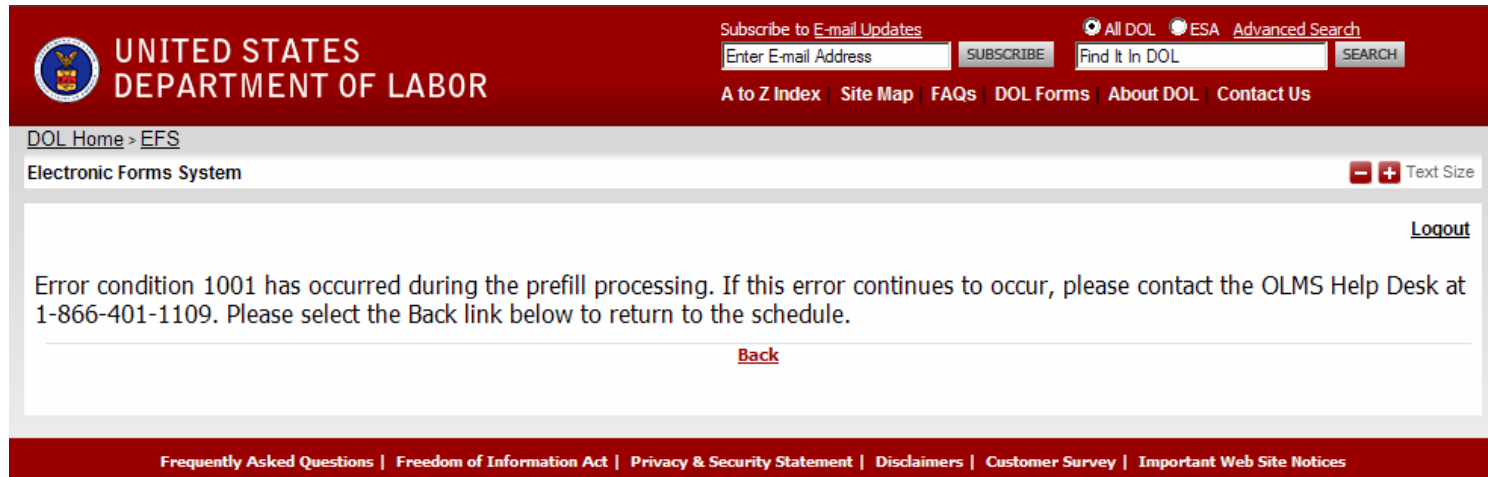 Subscribe to E-mail Updates
All DOL ESA Advanced Search
UNITED STATES
DEPARTMENT OF LABOR
Enter E-mail Address SUBSCRIBE Find It In DOL SEARCH
A to Z Index | Site Map | FAQs | DOL Forms | About DOL | Contact Us
DOL Home > EFS
Electronic Forms System
Text Size
Logout
Error condition 1001 has occurred during the prefill processing. If this error continues to occur, please contact the OLMS Help Desk at
1-866-401-1109. Please select the Back link below to return to the schedule.
Back
Frequently Asked Questions | Freedom of Information Act | Privacy & Security Statement | Disclaimers | Customer Survey | Important Web Site Notices